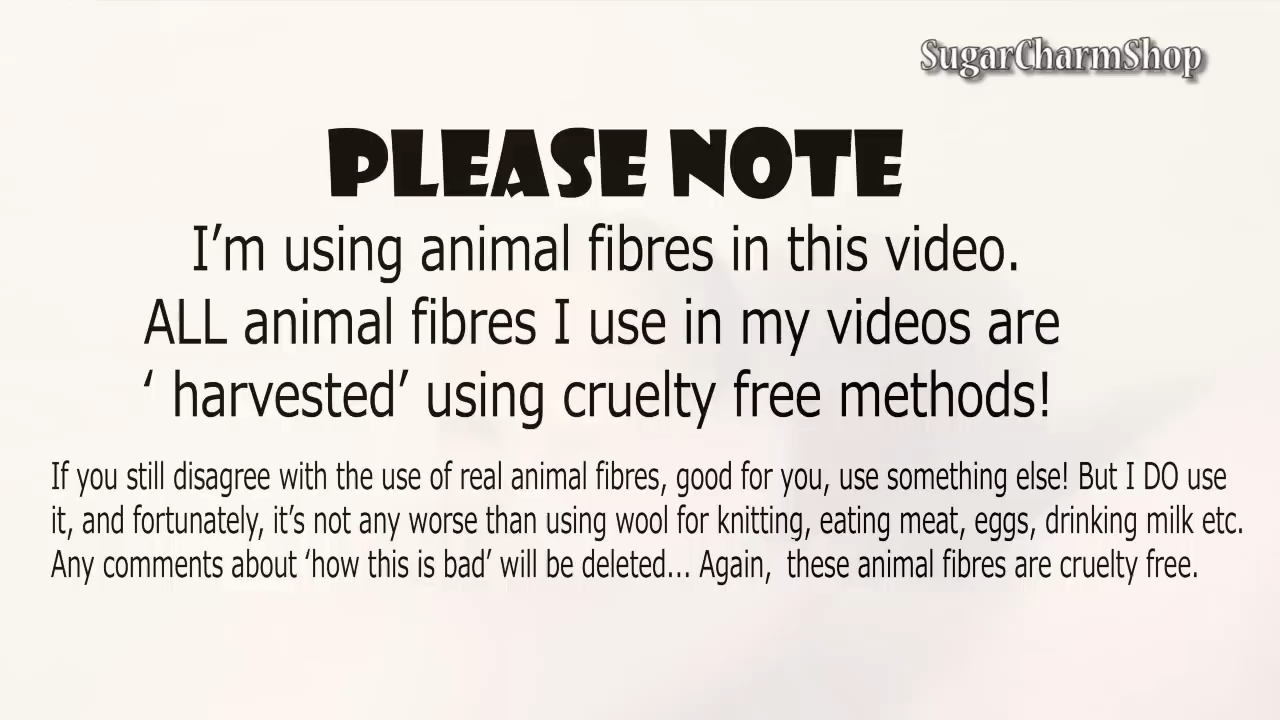 SugarCharmShop
PLEASE NOTE
I'm using animal fibres in this video.
ALL animal fibres I use in my videos are
‘ harvested’ using cruelty free methods!
If you still disagree with the use of real animal fibres, good for you, use something else! But I DO use
it, and fortunately, it’s not any worse than using wool for knitting, eating meat, eggs, drinking milk etc.
Any comments about ‘how this is bad’ will be deleted... Again,  these animal fibres are cruelty free.